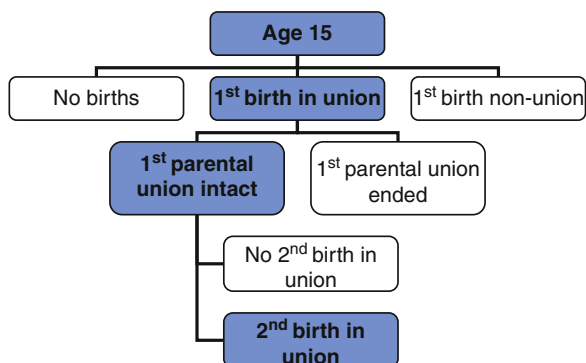 Age 15
No births
1st birth in union
1st birth non-union
1st parental
union intact
1st parental union
ended
No 2nd birth in
union
2nd birth in
union